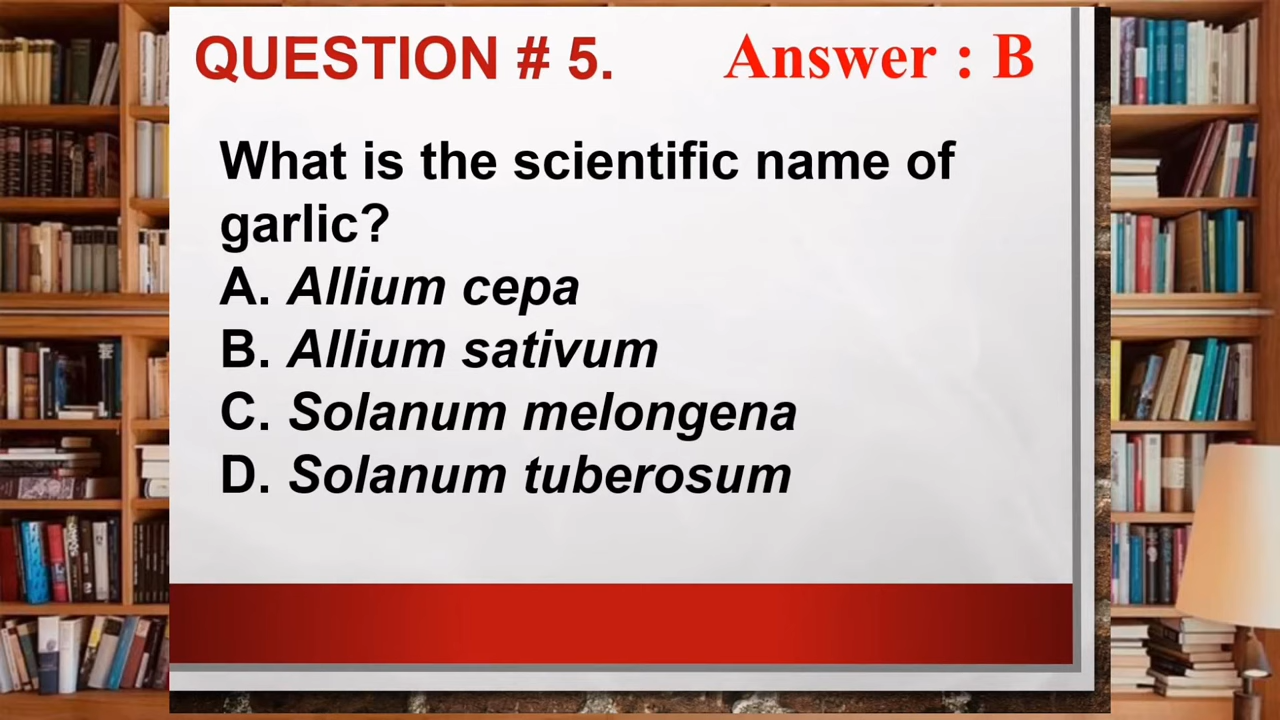 QUESTION # 5.
Answer : B
What is the scientific name of
garlic?
A. Allium cepa
B. Allium sativum
C. Solanum melongena
D. Solanum tuberosum